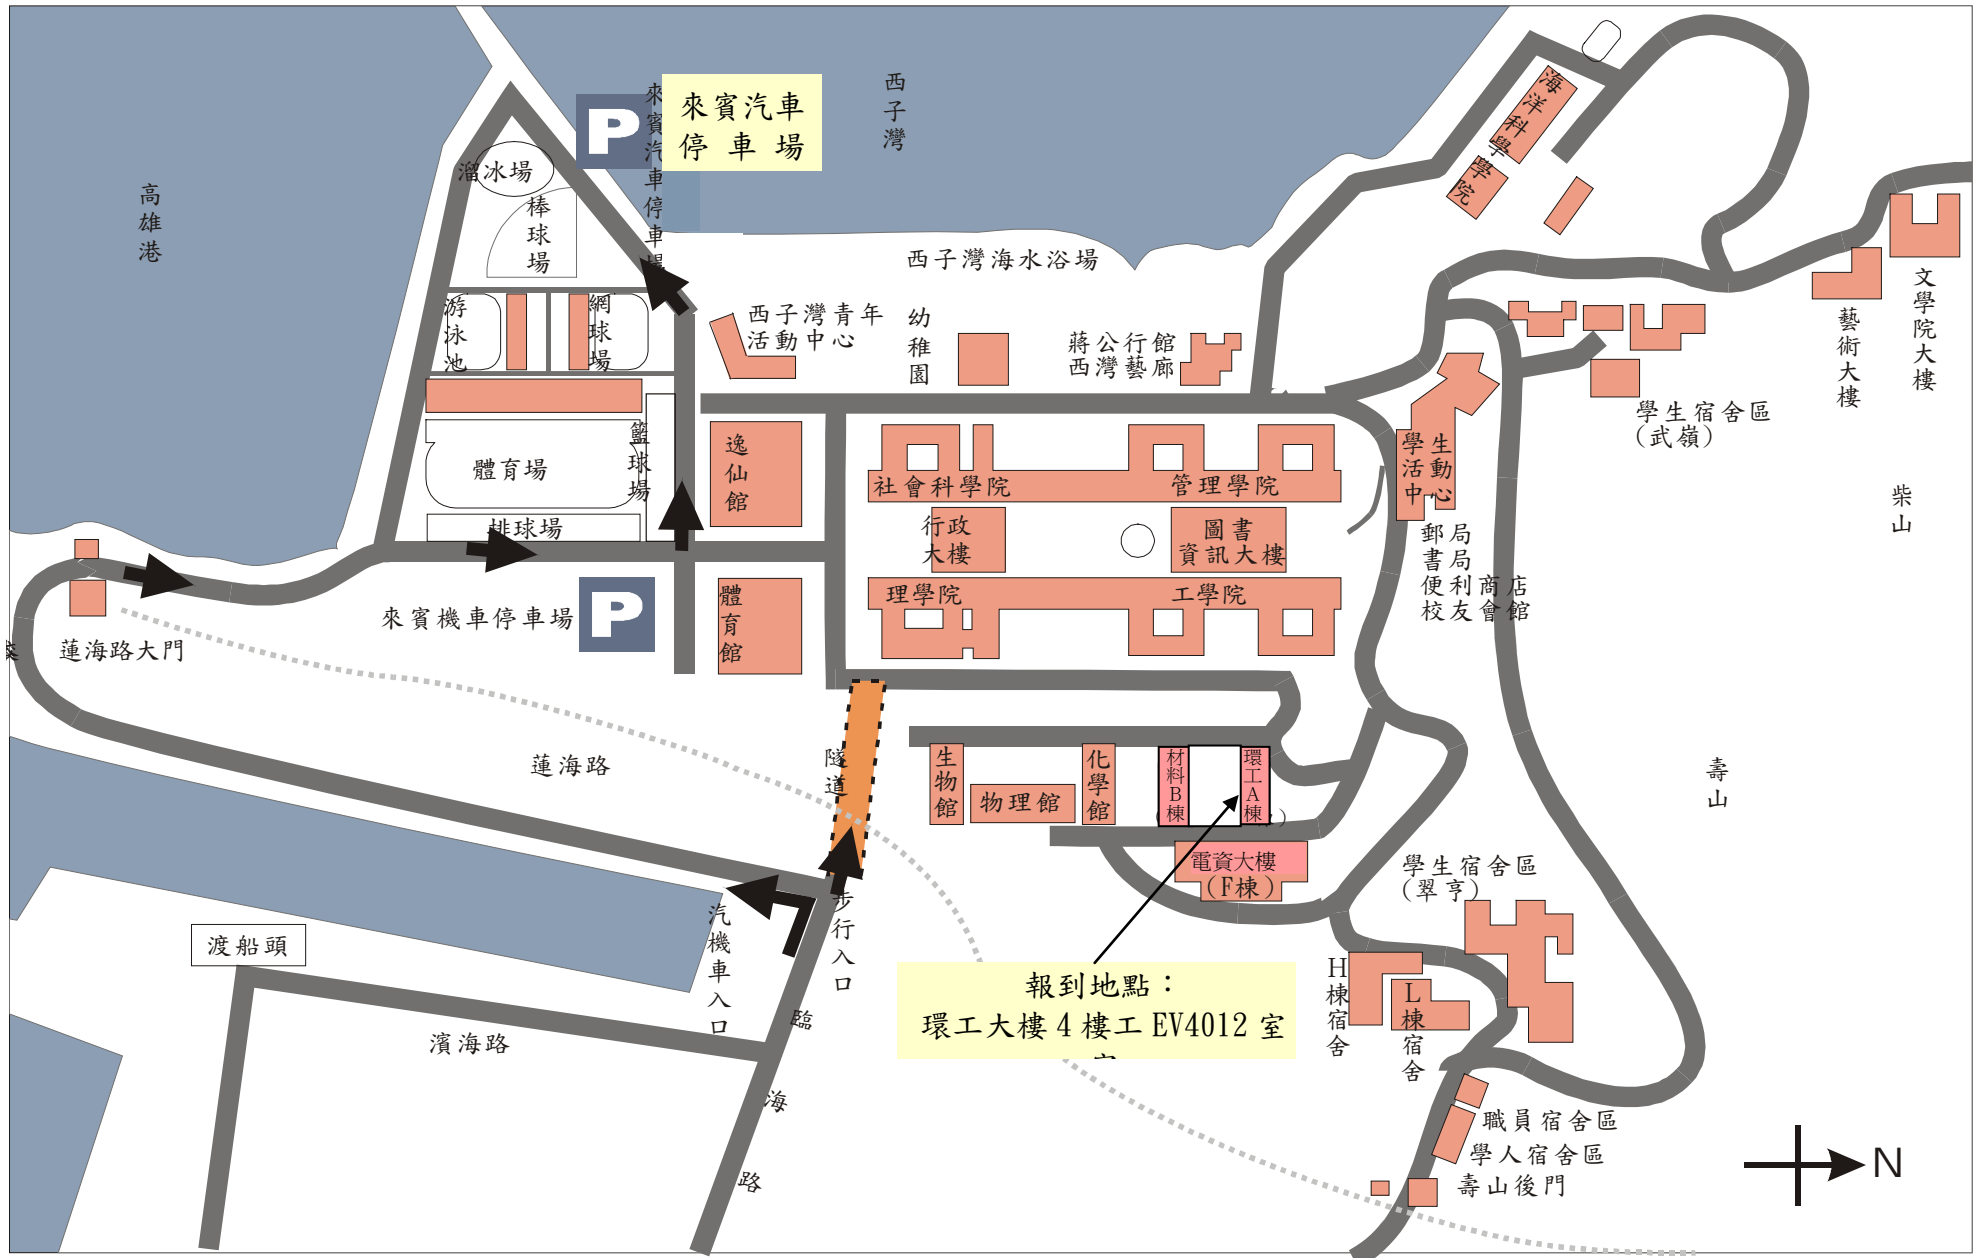 P
來賓汽車停車場
來賓汽車
停車場
西子灣
海洋科學學院
高雄港
溜冰場
棒球場
西子灣海水浴場
文學院大樓
藝術大樓
游泳池
網球場
西子灣青年
活動中心
幼稚園
蔣公行館
西灣藝廊
學生宿舍區
(武嶺)
體育場
籃球場
逸仙館
社會科學院
管理學院
學生
活動
中心
柴山
排球場
行政
大樓
圖書
資訊大樓
郵局
書局
便利商店
校友會館
來賓機車停車場
P
體育館
理學院
工學院
蓮海路大門
蓮海路
隧道
生物館
物理館
化學館
材料B棟
環工A棟
電資大樓
(F棟)
壽山
學生宿舍區
(翠亨)
渡船頭
汽機車入口
步行入口
報到地點：
環工大樓4樓工EV4012室
H棟宿舍
L棟宿舍
濱海路
臨海路
職員宿舍區
學人宿舍區
壽山後門
N